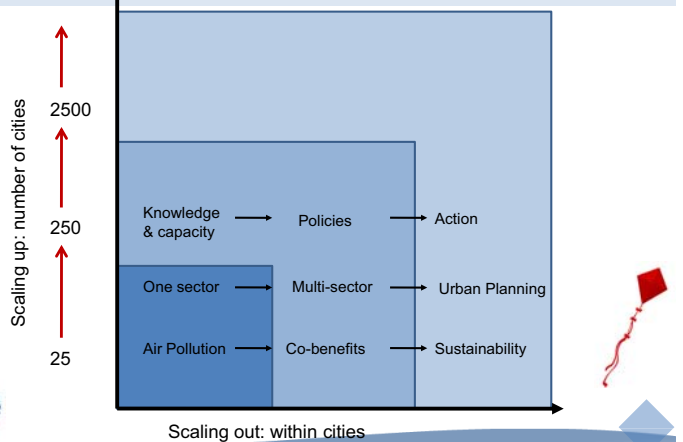 Scaling up: number of cities
2500
250
25
Knowledge
& capacity
Policies
Action
One sector
Multi-sector
Urban Planning
Air Pollution
Co-benefits
Sustainability
Scaling out: within cities